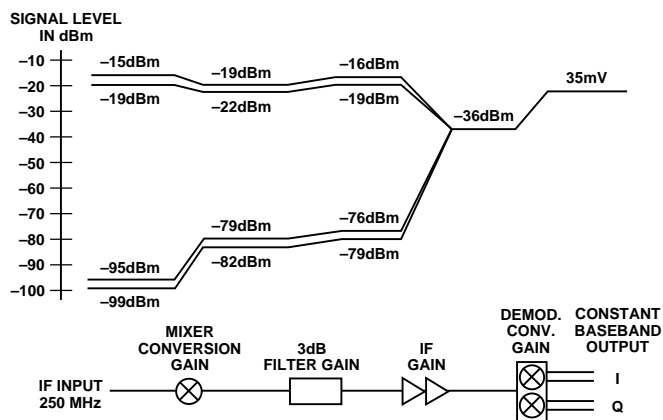 SIGNAL LEVEL
IN dBm
–10
–20
–30
–40
–50
–60
–70
–80
–90
–100
–15dBm
–19dBm
–19dBm
–22dBm
–16dBm
–19dBm
–36dBm
35mV
–95dBm
–99dBm
–79dBm
–82dBm
–76dBm
–79dBm
IF INPUT
250 MHz
MIXER
CONVERSION
GAIN
3dB
FILTER GAIN
IF
GAIN
DEMOD.
CONV.
GAIN
CONSTANT
BASEBAND
OUTPUT
I
Q